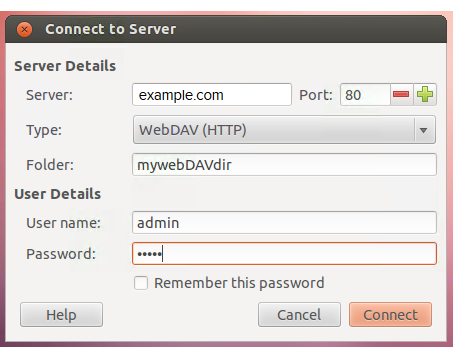 Connect to Server
Server Details
Server: example.com Port: 80
Type: WebDAV (HTTP)
Folder: mywebDAVdir
User Details
User name: admin
Password: •••••
Remember this password
Help Cancel Connect